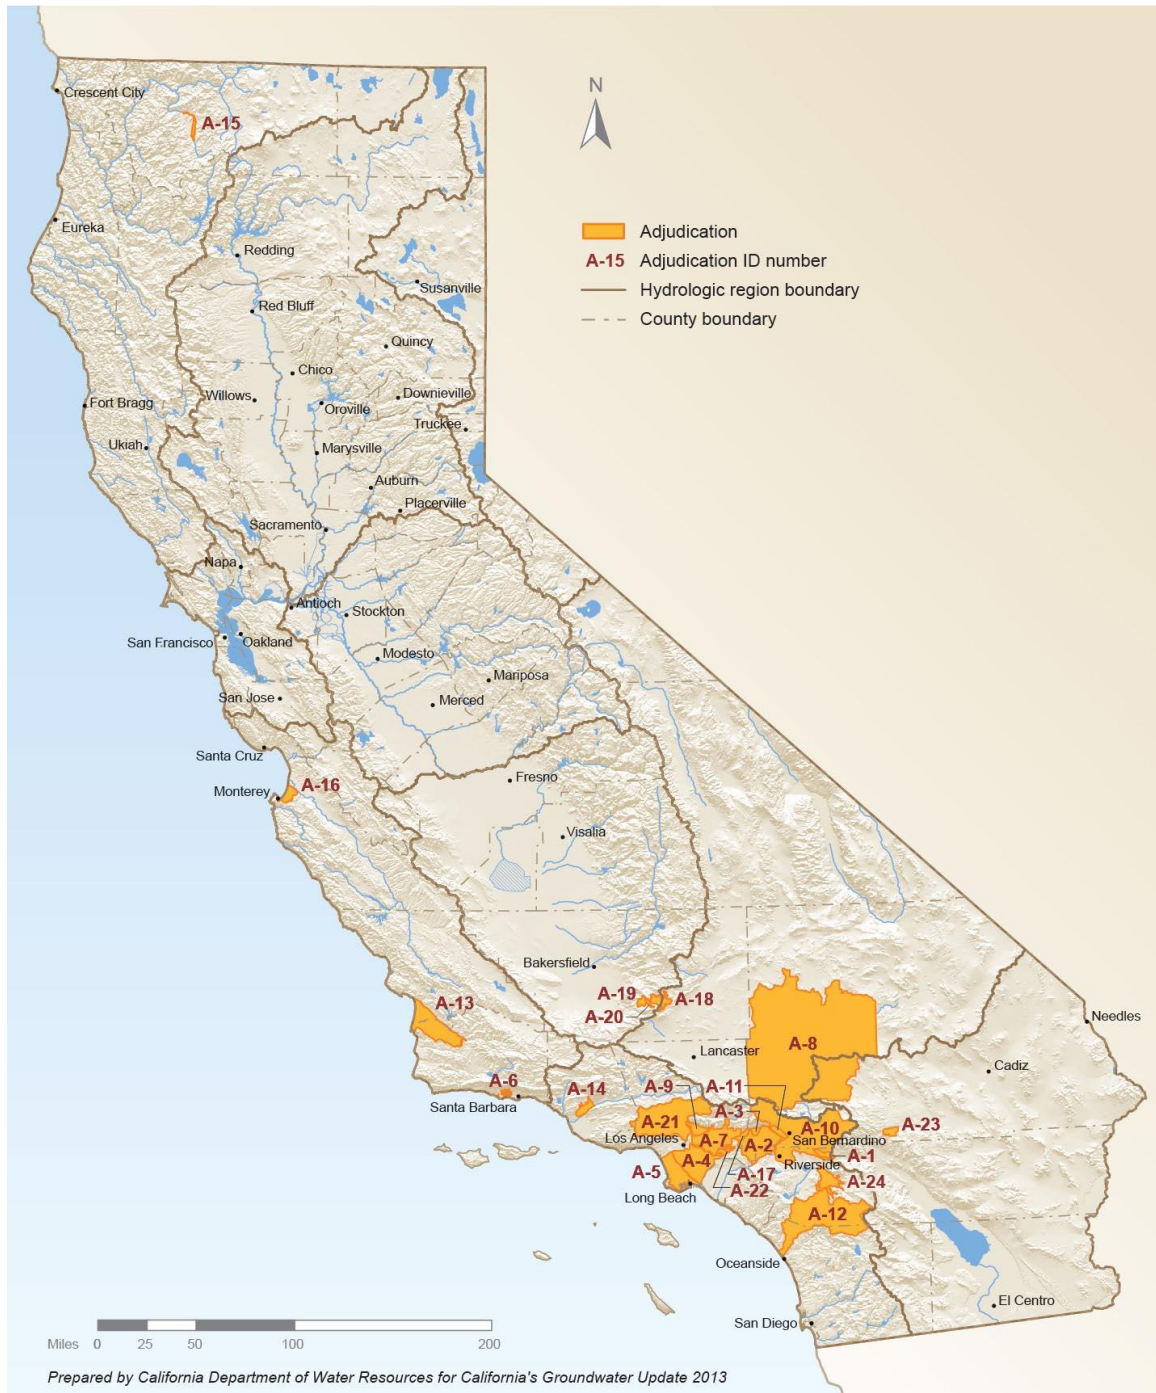 N
Crescent City
A-15
Eureka
Redding
Adjudication
A-15 Adjudication ID number
Hydrologic region boundary
County boundary
Susanville
Red Bluff
Quincy
Chico
Willows
Downieville
Oroville
Fort Bragg
Truckee
Ukiah
Marysville
Auburn
Placerville
Sacramento
Napa
Antioch
Stockton
San Francisco
Oakland
Modesto
Mariposa
San Jose
Merced
Santa Cruz
Fresno
A-16
Monterey
Visalia
Bakersfield
A-13
A-19
A-18
A-20
Needles
A-8
Lancaster
Cadiz
A-6
A-14
A-9
A-11
Santa Barbara
A-3
A-21
A-10
A-23
Los Angeles
A-7
A-2
San Bernardino
A-1
A-5
A-4
Riverside
A-17
A-24
A-22
Long Beach
A-12
Oceanside
El Centro
San Diego
Miles 0 25 50 100 200
Prepared by California Department of Water Resources for California's Groundwater Update 2013